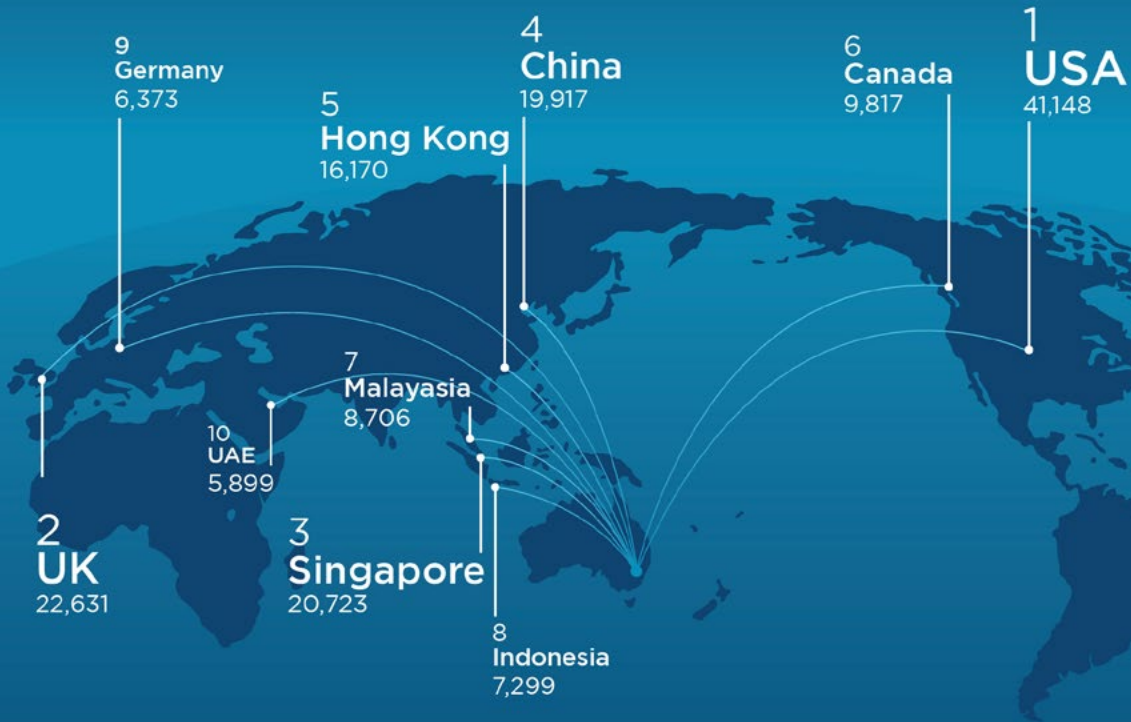 1
USA
41,148
2
UK
22,631
3
Singapore
20,723
4
China
19,917
5
Hong Kong
16,170
6
Canada
9,817
7
Malayasia
8,706
8
Indonesia
7,299
9
Germany
6,373
10
UAE
5,899